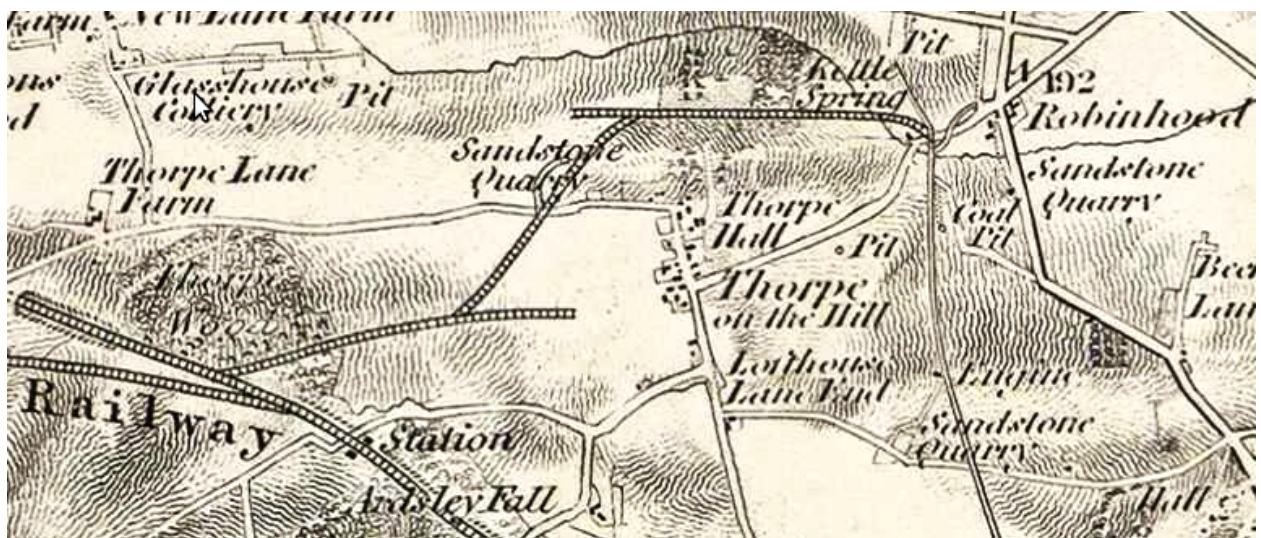 New Lane Farm
Farm
Glasshouse
Colliery
Pit
Pit
Kettle
Spring
192
Robinhood
Sandstone
Quarry
Thorpe Lane
Farm
Sandstone
Quarry
Thorpe
Hall
Coal
Pit
Pit
Thorpe
Wood
Thorpe
on the Hill
Lofthouse
Lane End
Engine
Railway
Station
Sandstone
Quarry
Ardsley Fall
Hall